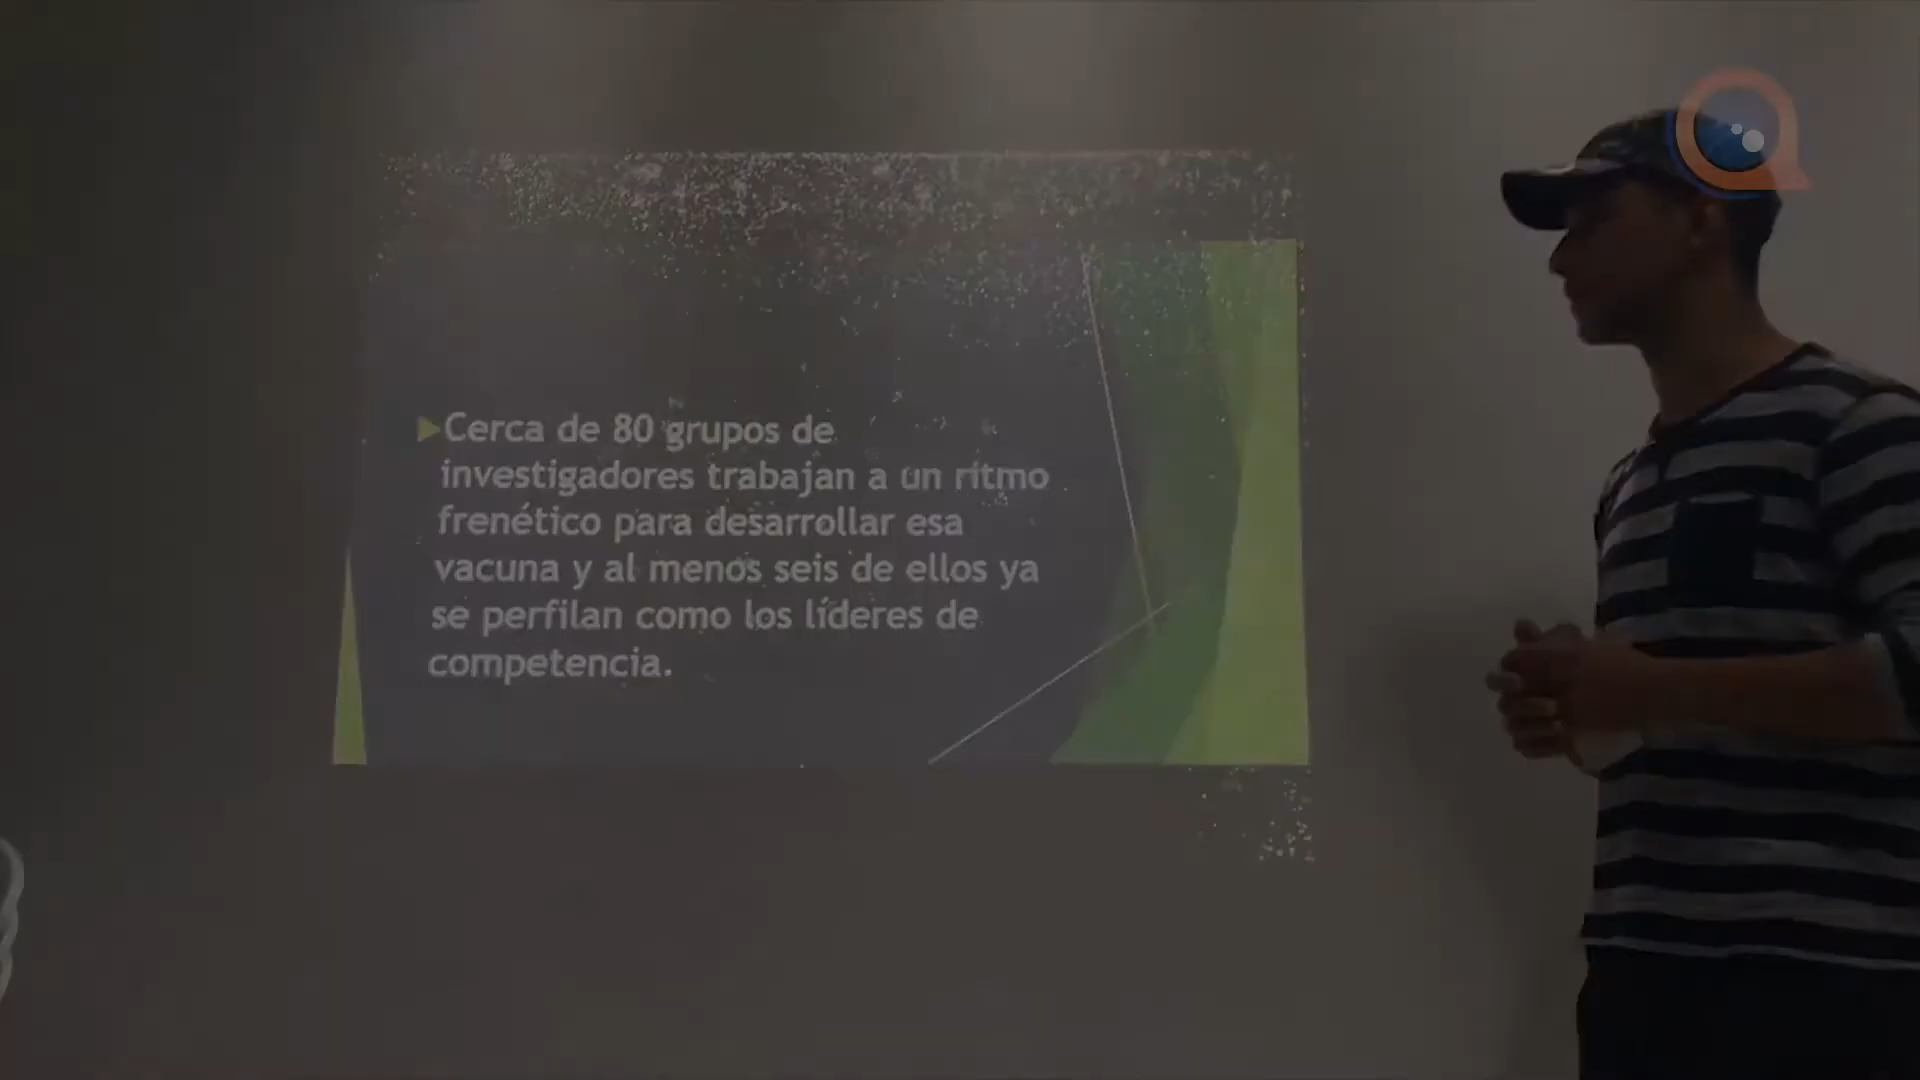 Cerca de 80 grupos de
investigadores trabajan a un ritmo
frenético para desarrollar esa
vacuna y al menos seis de ellos ya
se perfilan como los líderes de
competencia.